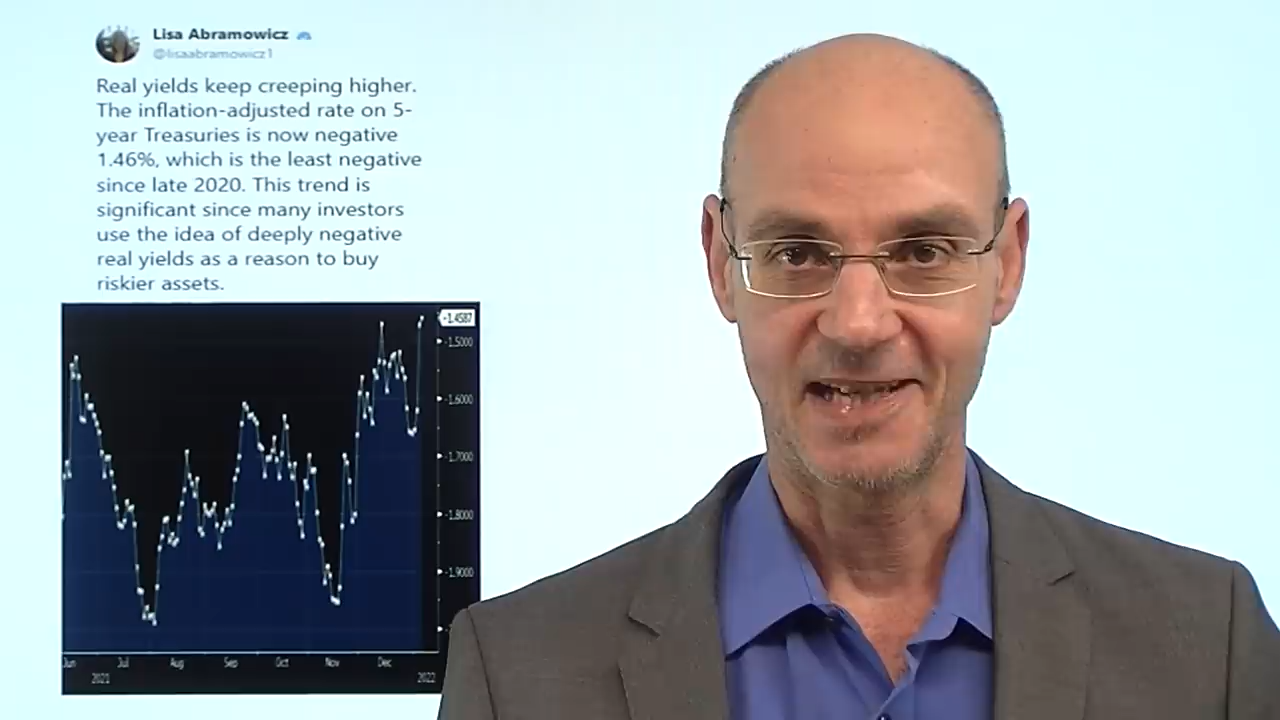 Lisa Abramowicz
@lisaabramowicz1
Real yields keep creeping higher.
The inflation-adjusted rate on 5-
year Treasuries is now negative
1.46%, which is the least negative
since late 2020. This trend is
significant since many investors
use the idea of deeply negative
real yields as a reason to buy
riskier assets.
-1.4587
-1.5000
-1.6000
-1.7000
-1.8000
-1.9000
Jun Jul Aug Sep Oct Nov Dec
2021 2022